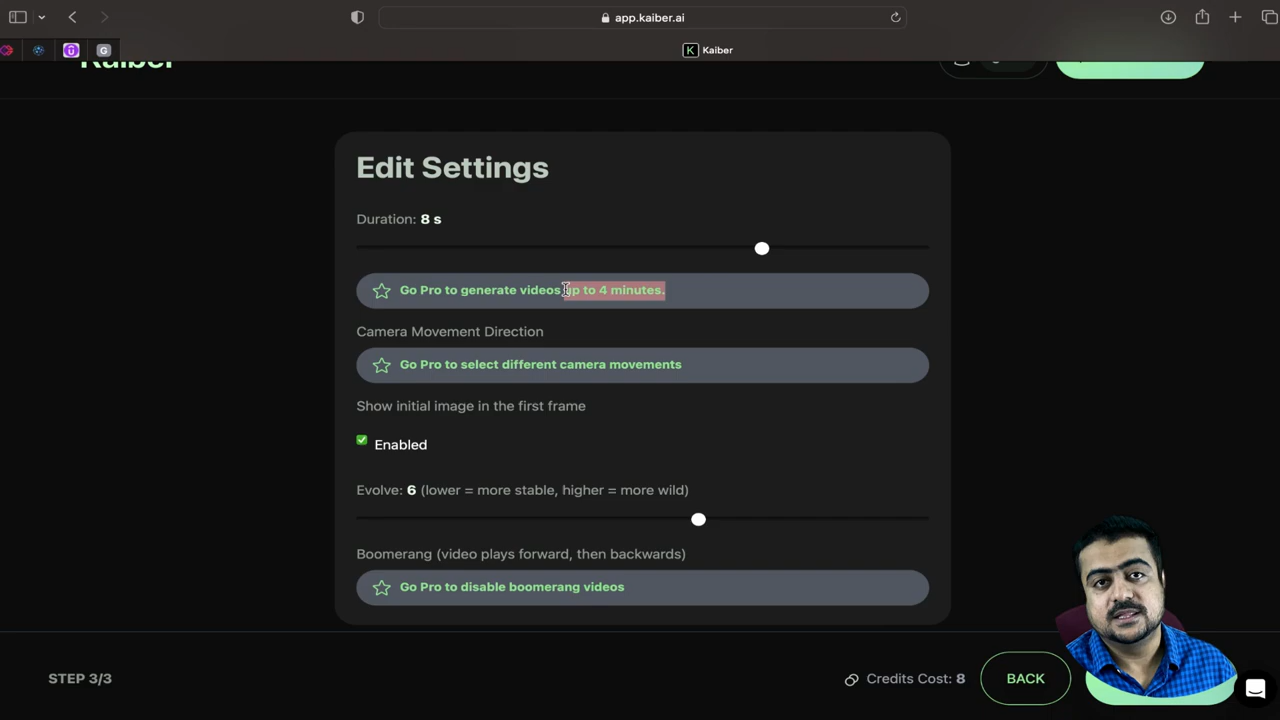 app.kaiber.ai
Kaiber
Kaiber
Edit Settings
Duration: 8 s
Go Pro to generate videos up to 4 minutes.
Camera Movement Direction
Go Pro to select different camera movements
Show initial image in the first frame
Enabled
Evolve: 6 (lower = more stable, higher = more wild)
Boomerang (video plays forward, then backwards)
Go Pro to disable boomerang videos
STEP 3/3
Credits Cost: 8
BACK